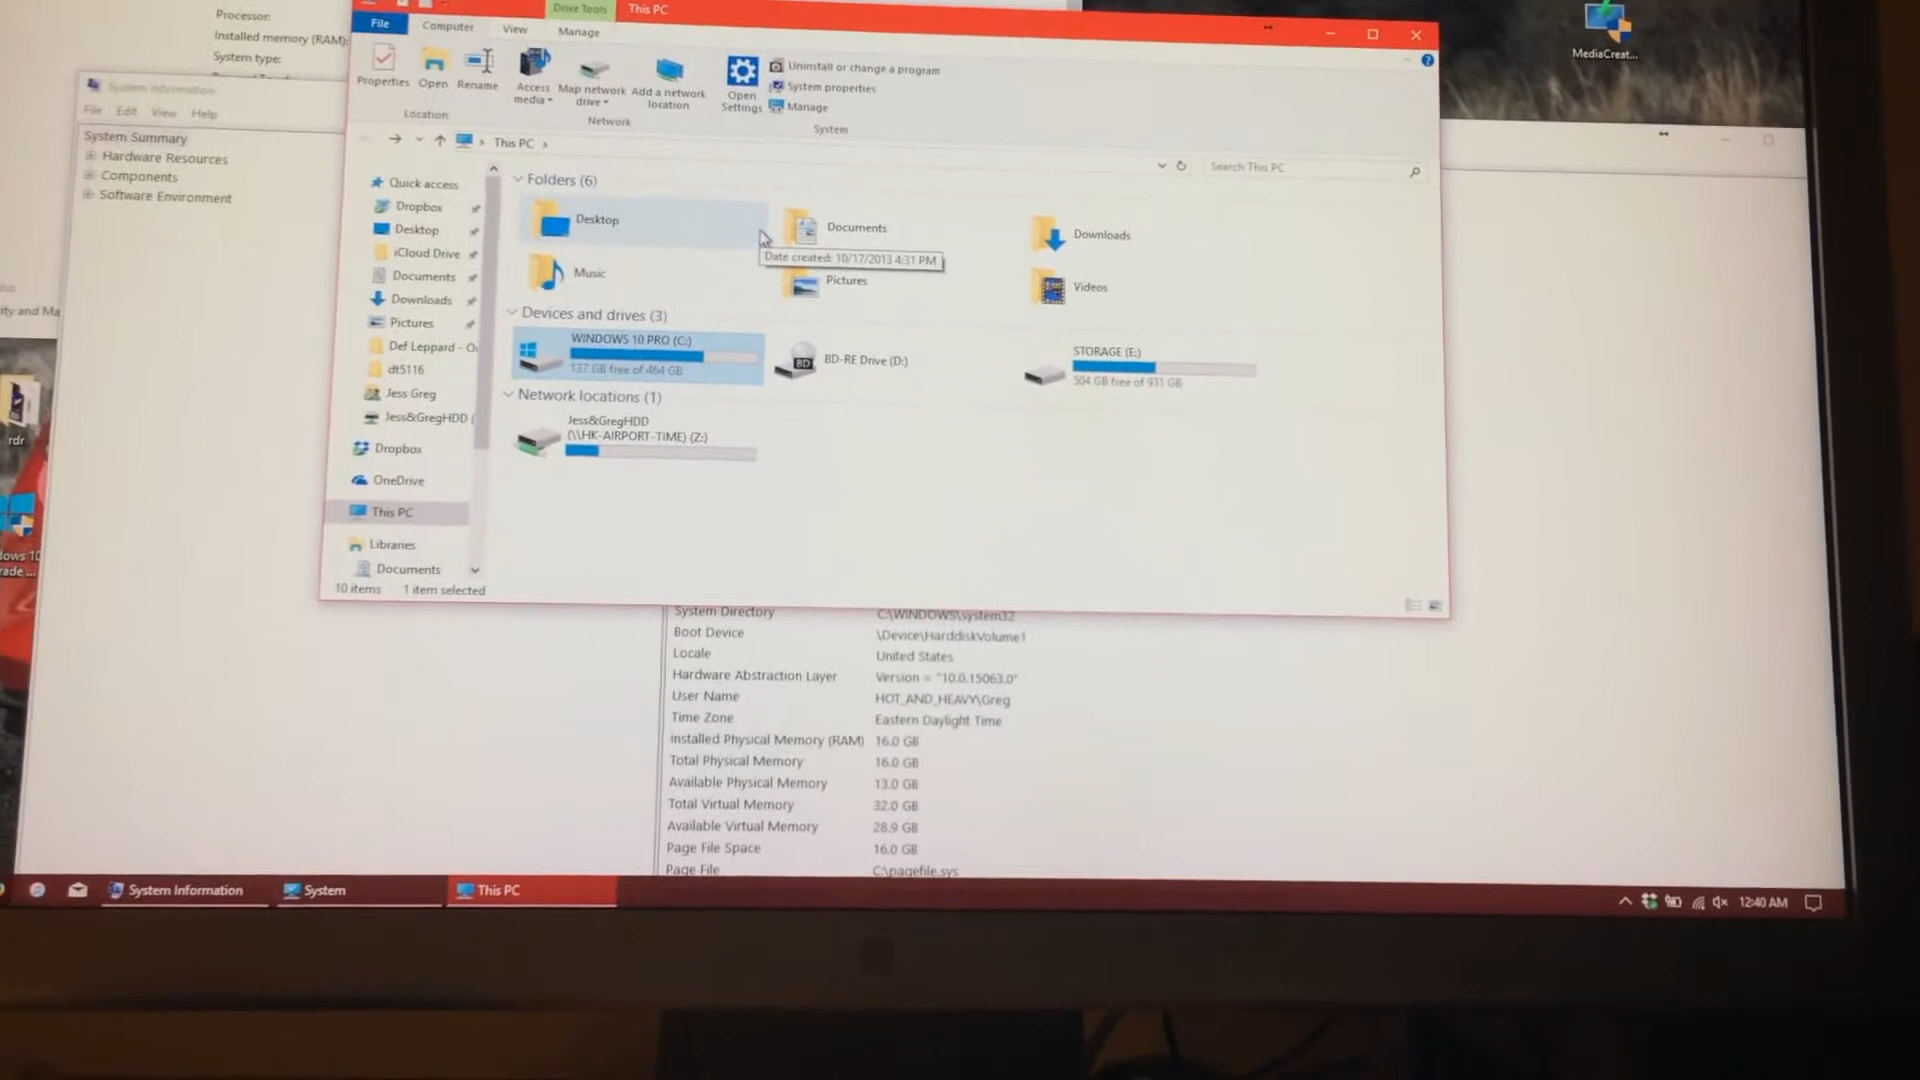 Processor:
Installed memory (RAM):
System type:
System Information
File Edit View Help
System Summary
Hardware Resources
Components
Software Environment
ity and Ma
rdr
dows 10
rade ...
MediaCreat...
Drive Tools
This PC
File Computer View Manage
Properties
Open
Rename
Location
Access media
Map network drive
Add a network location
Network
Open Settings
Uninstall or change a program
System properties
Manage
System
This PC
Search This PC
Quick access
Dropbox
Desktop
iCloud Drive
Documents
Downloads
Pictures
Def Leppard - O
dt5116
Jess Greg
Jess&GregHDD (
Dropbox
OneDrive
This PC
Libraries
Documents
Folders (6)
Desktop
Documents
Downloads
Date created: 10/17/2013 4:31 PM
Music
Pictures
Videos
Devices and drives (3)
WINDOWS 10 PRO (C:)
137 GB free of 464 GB
BD
BD-RE Drive (D:)
STORAGE (E:)
504 GB free of 931 GB
Network locations (1)
Jess&GregHDD
(\\HK-AIRPORT-TIME) (Z:)
10 items 1 item selected
System Directory C:\WINDOWS\system32
Boot Device \Device\HarddiskVolume1
Locale United States
Hardware Abstraction Layer Version = "10.0.15063.0"
User Name HOT_AND_HEAVY\Greg
Time Zone Eastern Daylight Time
Installed Physical Memory (RAM) 16.0 GB
Total Physical Memory 16.0 GB
Available Physical Memory 13.0 GB
Total Virtual Memory 32.0 GB
Available Virtual Memory 28.9 GB
Page File Space 16.0 GB
Page File C:\pagefile.sys
System Information
System
This PC
12:40 AM